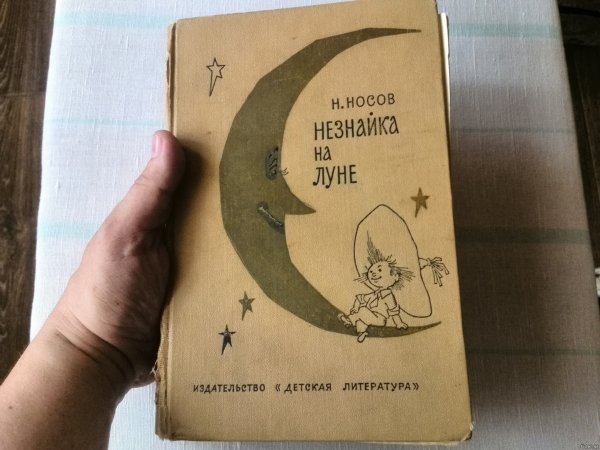 Н. НОСОВ
НЕЗНАЙКА
НА
ЛУНЕ
ИЗДАТЕЛЬСТВО «ДЕТСКАЯ ЛИТЕРАТУРА»